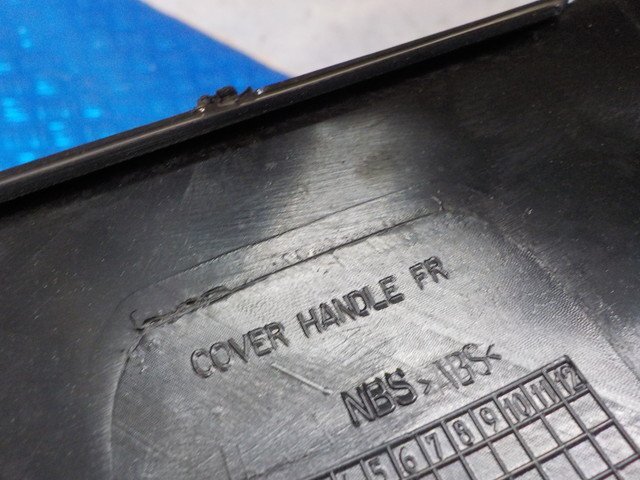 COVER HANDLE FR
NBS >ABS<
5 6 7 8 9 10 11 12